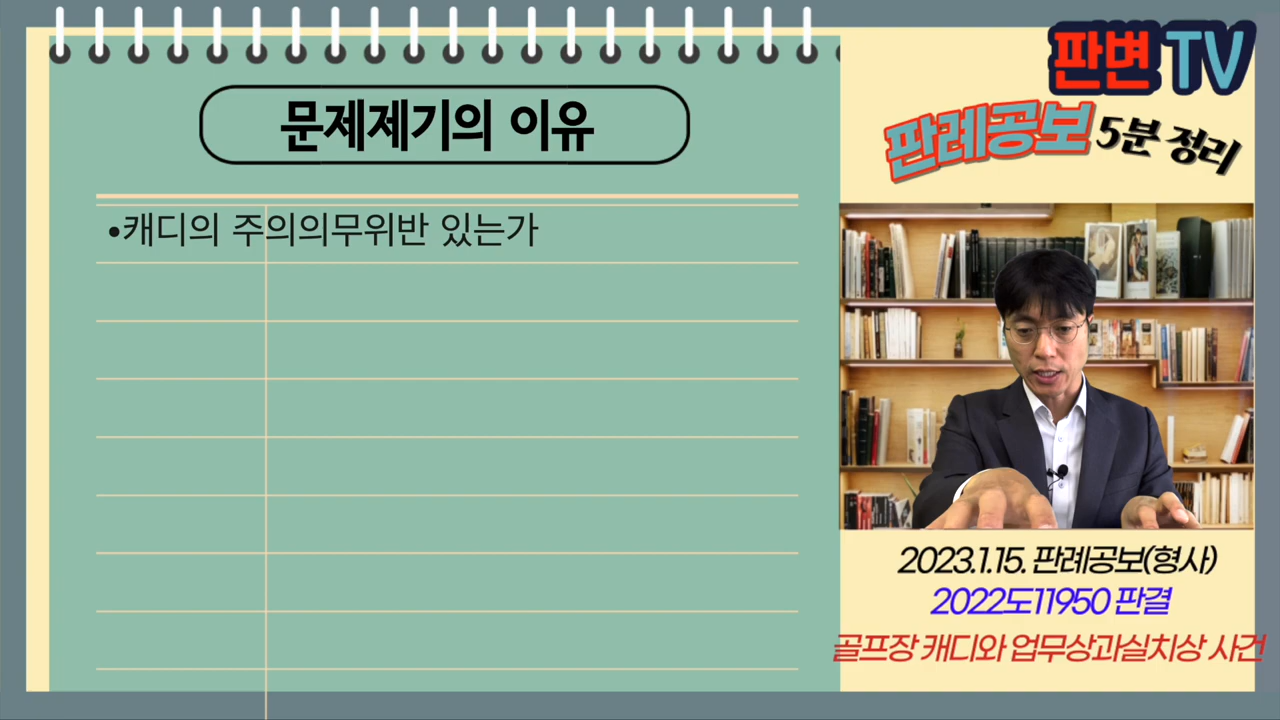 문제제기의 이유
•캐디의 주의의무위반 있는가
판변 TV
판례공보 5분 정리
2023.1.15. 판례공보(형사)
2022도11950 판결
골프장 캐디와 업무상과실치상 사건